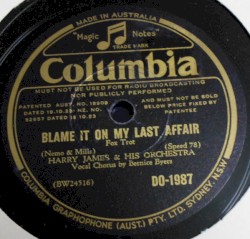 MADE IN AUSTRALIA
"Magic Notes"
TRADE MARK
Columbia
MUST NOT BE USED FOR RADIO BROADCASTING
NOR PUBLICLY PERFORMED
AND MUST NOT BE SOLD
BELOW PRICE FIXED
BY PATENTEE
BLAME IT ON MY LAST AFFAIR
Fox Trot
(Nemo & Mills) (Speed 78)
HARRY JAMES & HIS ORCHESTRA
Vocal Chorus by Bernice Byers
(BW24516) DO-1987
COLUMBIA GRAPHOPHONE (AUST.) PTY. LTD. SYDNEY. N.S.W.